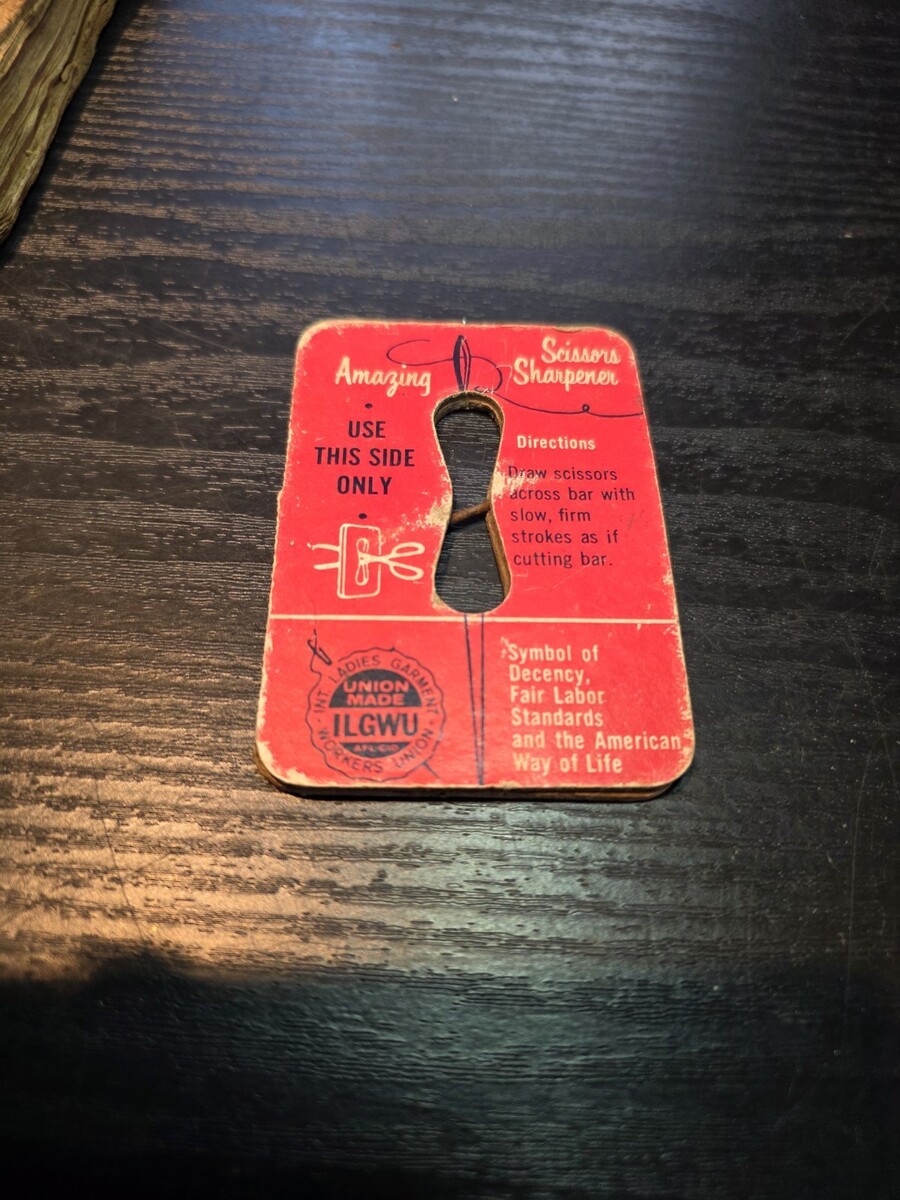 Amazing
Scissors
Sharpener
USE
THIS SIDE
ONLY
Directions
Draw scissors
across bar with
slow, firm
strokes as if
cutting bar.
INT. LADIES GARMENT
UNION
MADE
ILGWU
AFL-CIO
WORKERS UNION
Symbol of
Decency,
Fair Labor
Standards
and the American
Way of Life